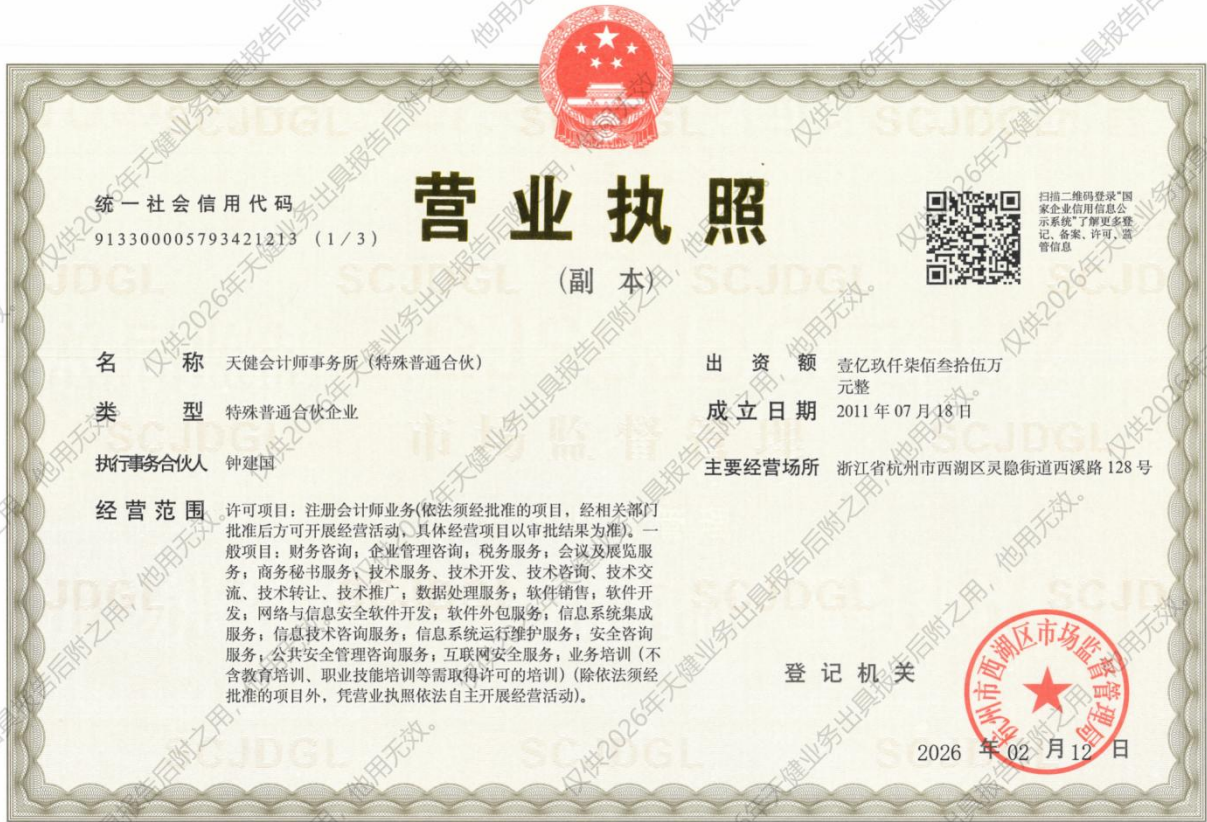 统一社会信用代码
913300005793421213 (1/3)
营业执照
(副 本)
扫描二维码登录“国
家企业信用信息公
示系统”了解更多登
记、备案、许可、监
管信息
名 称 天健会计师事务所(特殊普通合伙)
类 型 特殊普通合伙企业
执行事务合伙人 钟建国
经营范围 许可项目:注册会计师业务(依法须经批准的项目,经相关部门
批准后方可开展经营活动,具体经营项目以审批结果为准)。一
般项目:财务咨询;企业管理咨询;税务服务;会议及展览服
务;商务秘书服务;技术服务、技术开发、技术咨询、技术交
流、技术转让、技术推广;数据处理服务;软件销售;软件开
发;网络与信息安全软件开发;软件外包服务;信息系统集成
服务;信息技术咨询服务;信息系统运行维护服务;安全咨询
服务;公共安全管理咨询服务;互联网安全服务;业务培训(不
含教育培训、职业技能培训等需取得许可的培训)(除依法须经
批准的项目外,凭营业执照依法自主开展经营活动)。
出 资 额 壹亿玖仟柒佰叁拾伍万
元整
成立日期 2011年07月18日
主要经营场所 浙江省杭州市西湖区灵隐街道西溪路128号
登记机关
杭州市西湖区市场监督管理局
2026 年 02 月 12 日
市场监督管理
SCJDGL
仅供2026年天健业务出具报告后附之用,他用无效。